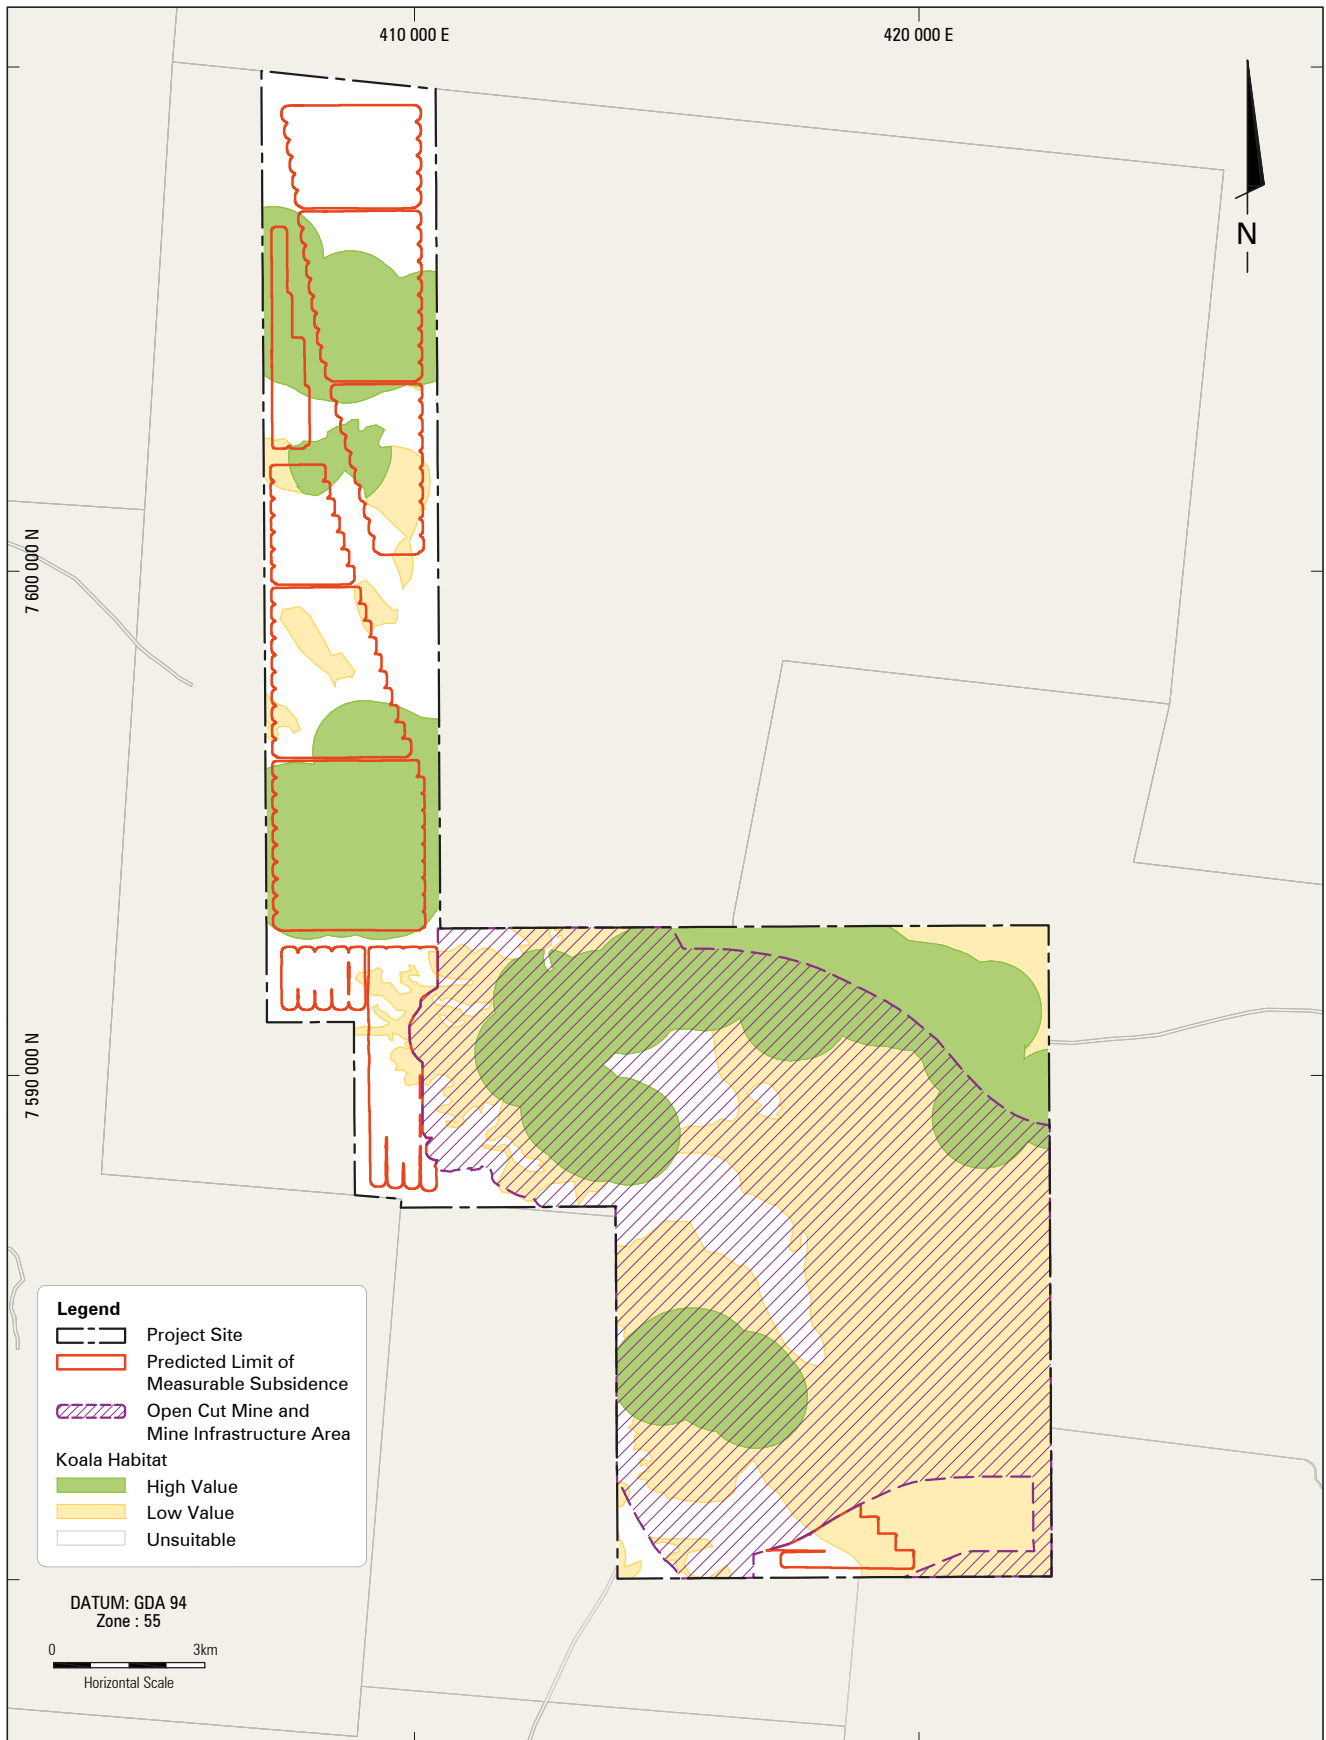 410 000 E
420 000 E
N
7 600 000 N
7 590 000 N
Legend
Project Site
Predicted Limit of
Measurable Subsidence
Open Cut Mine and
Mine Infrastructure Area
Koala Habitat
High Value
Low Value
Unsuitable
DATUM: GDA 94
Zone : 55
0 3km
Horizontal Scale